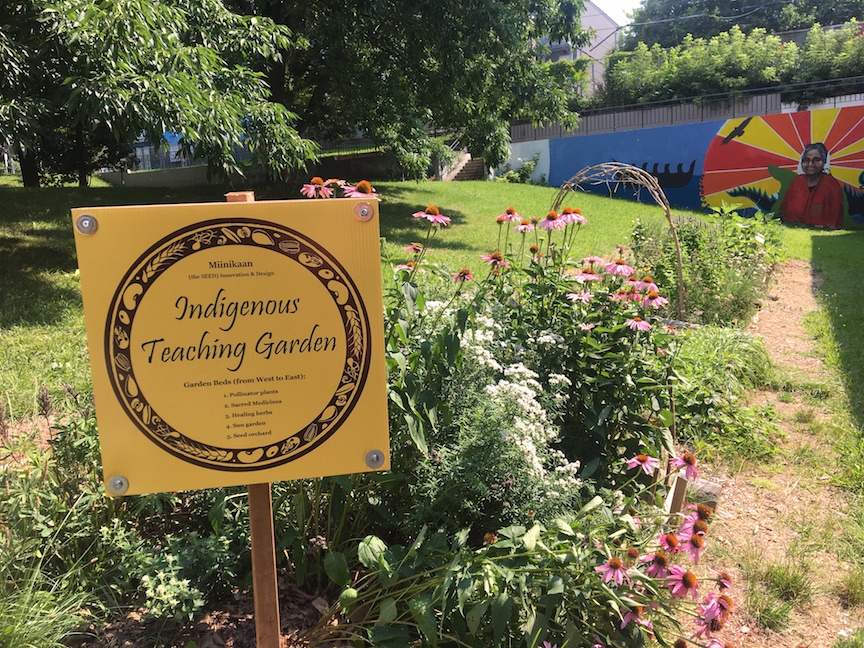 Miinikaan
(the SEED) Innovation & Design
Indigenous
Teaching Garden
Garden Beds (from West to East):
1. Pollinator plants
2. Sacred Medicines
3. Healing herbs
4. Sun garden
5. Seed orchard